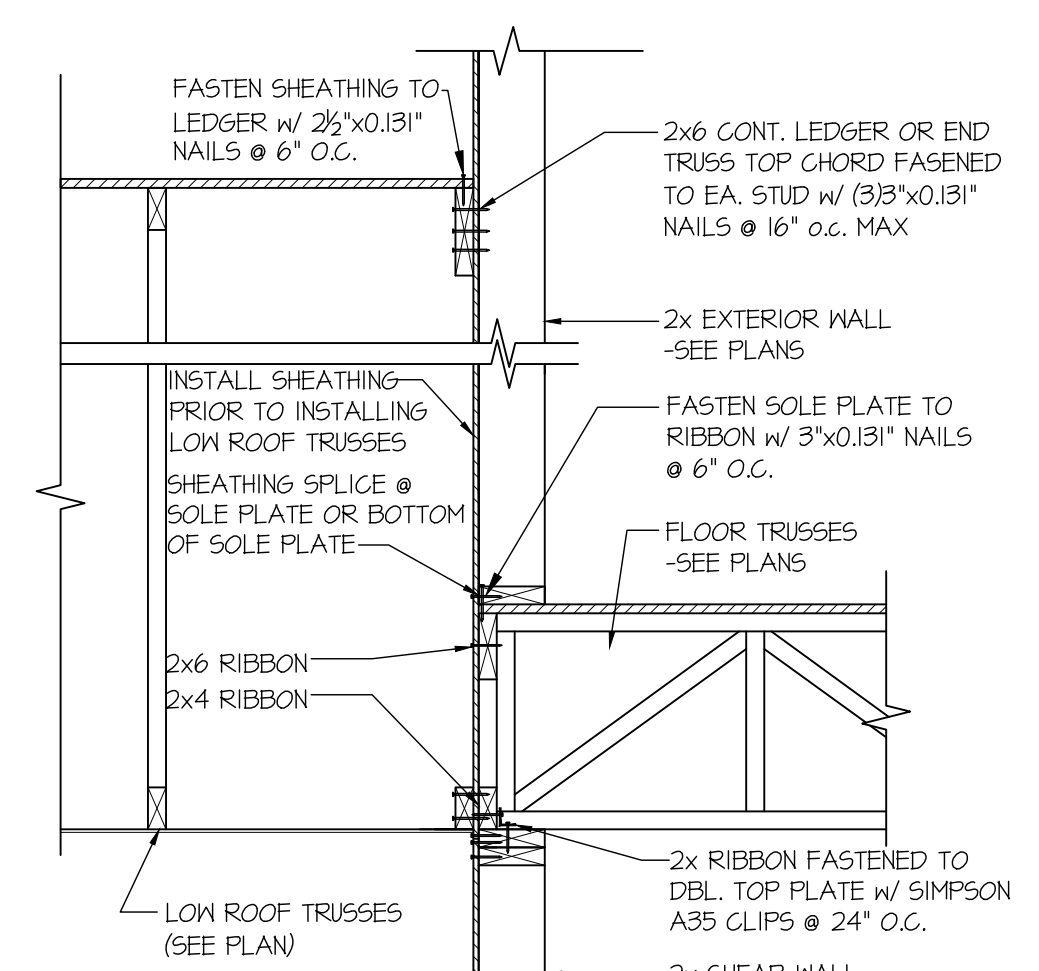 FASTEN SHEATHING TO
LEDGER w/ 2½"x0.131"
NAILS @ 6" O.C.
2x6 CONT. LEDGER OR END
TRUSS TOP CHORD FASENED
TO EA. STUD w/ (3)3"x0.131"
NAILS @ 16" o.c. MAX
2x EXTERIOR WALL
-SEE PLANS
INSTALL SHEATHING
PRIOR TO INSTALLING
LOW ROOF TRUSSES
FASTEN SOLE PLATE TO
RIBBON w/ 3"x0.131" NAILS
@ 6" O.C.
SHEATHING SPLICE @
SOLE PLATE OR BOTTOM
OF SOLE PLATE
FLOOR TRUSSES
-SEE PLANS
2x6 RIBBON
2x4 RIBBON
2x RIBBON FASTENED TO
DBL. TOP PLATE w/ SIMPSON
A35 CLIPS @ 24" O.C.
LOW ROOF TRUSSES
(SEE PLAN)
2x SHEAR WALL